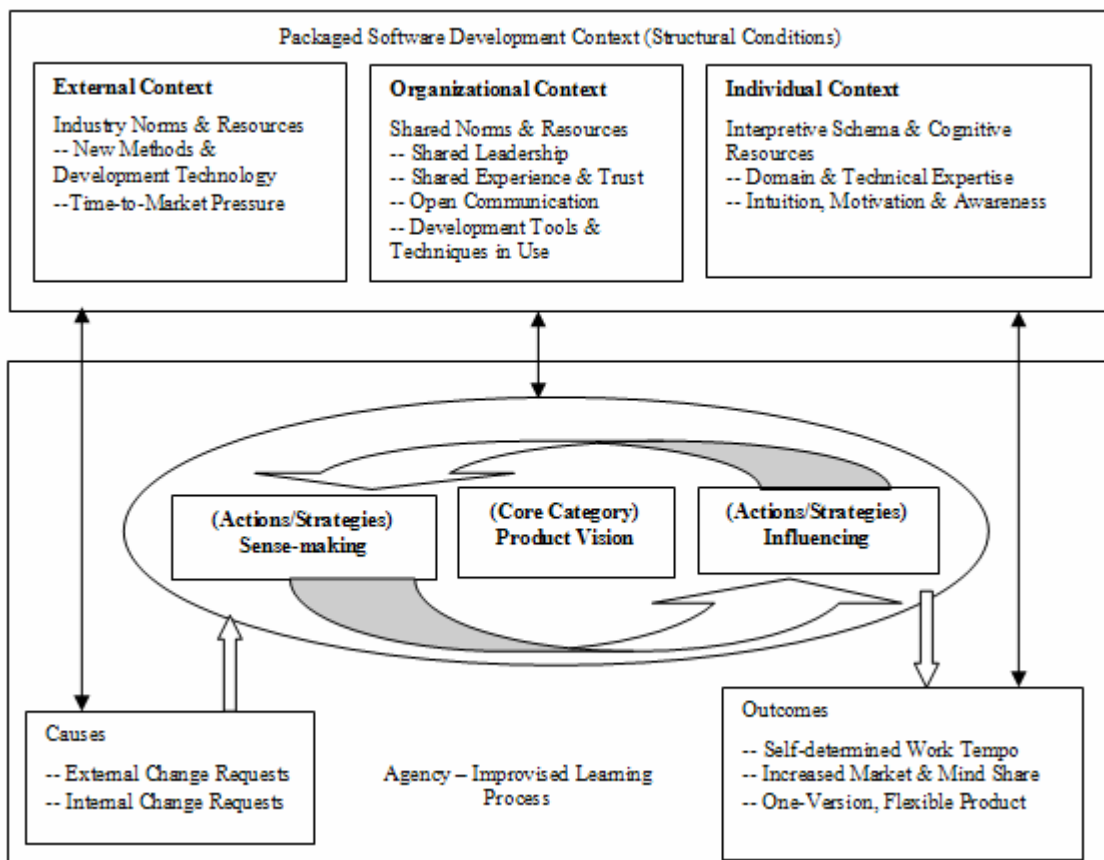 Packaged Software Development Context (Structural Conditions)
External Context
Industry Norms & Resources
-- New Methods &
Development Technology
--Time-to-Market Pressure
Organizational Context
Shared Norms & Resources
-- Shared Leadership
-- Shared Experience & Trust
-- Open Communication
-- Development Tools &
Techniques in Use
Individual Context
Interpretive Schema & Cognitive
Resources
-- Domain & Technical Expertise
-- Intuition, Motivation & Awareness
(Actions/Strategies)
Sense-making
(Core Category)
Product Vision
(Actions/Strategies)
Influencing
Causes
-- External Change Requests
-- Internal Change Requests
Agency – Improvised Learning
Process
Outcomes
-- Self-determined Work Tempo
-- Increased Market & Mind Share
-- One-Version, Flexible Product